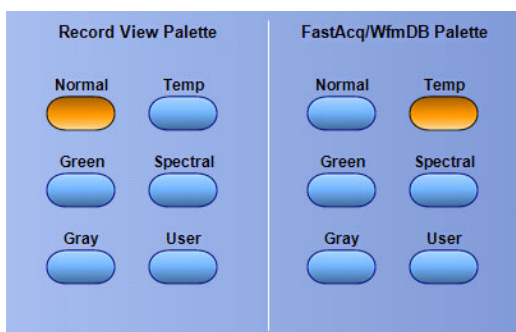 Record View Palette
Normal Temp
Green Spectral
Gray User
FastAcq/WfmDB Palette
Normal Temp
Green Spectral
Gray User